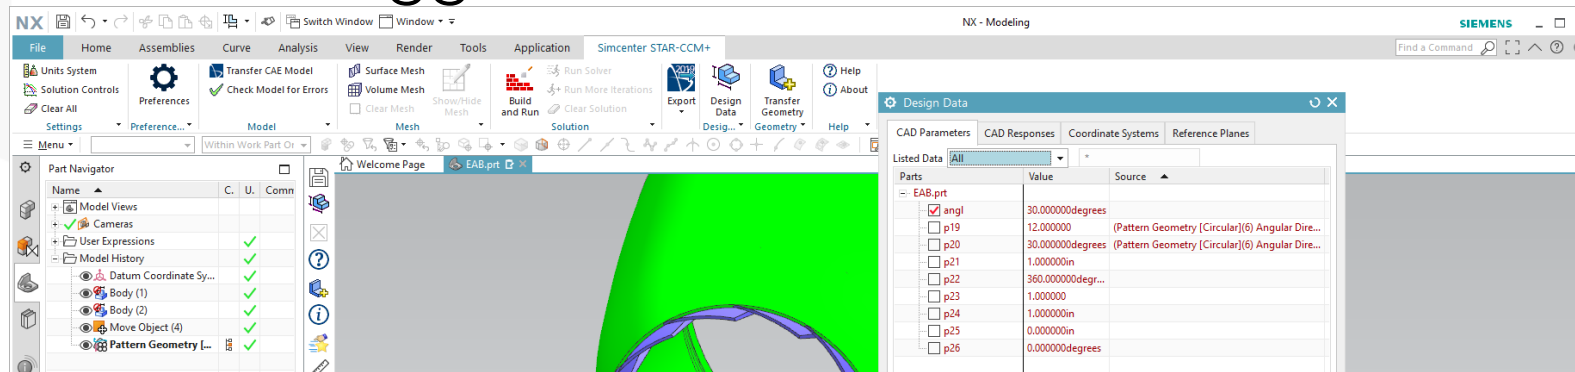 NX
Switch Window
Window
NX - Modeling
SIEMENS
File Home Assemblies Curve Analysis View Render Tools Application Simcenter STAR-CCM+
Find a Command
Units System
Solution Controls
Clear All
Settings
Preferences
Preference...
Transfer CAE Model
Check Model for Errors
Model
Surface Mesh
Volume Mesh
Clear Mesh
Show/Hide
Mesh
Mesh
Build
and Run
Run Solver
Run More Iterations
Clear Solution
Solution
2019
Export
Design
Data
Desig...
Transfer
Geometry
Geometry
Help
About
Help
Menu
Within Work Part Or
Part Navigator
Name C. U. Comn
Model Views
Cameras
User Expressions
Model History
Datum Coordinate Sy...
Body (1)
Body (2)
Move Object (4)
Pattern Geometry [...
Welcome Page
EAB.prt
Design Data
CAD Parameters CAD Responses Coordinate Systems Reference Planes
Listed Data All *
Parts Value Source
EAB.prt
angl 30.000000degrees
p19 12.000000 (Pattern Geometry [Circular](6) Angular Dire...
p20 30.000000degrees (Pattern Geometry [Circular](6) Angular Dire...
p21 1.000000in
p22 360.000000degr...
p23 1.000000
p24 1.000000in
p25 0.000000in
p26 0.000000degrees